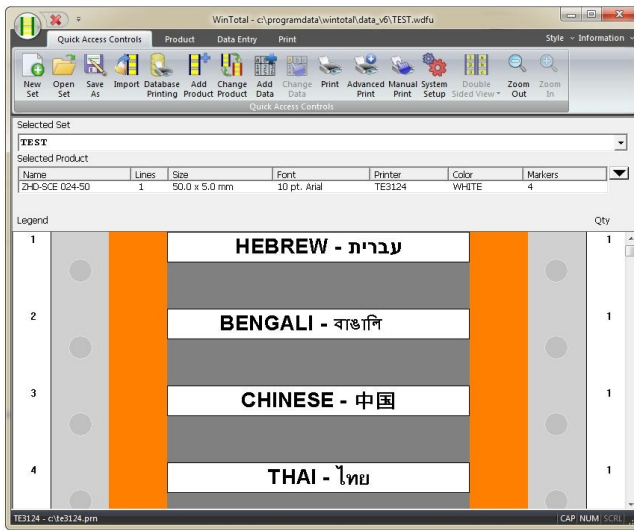 WinTotal - c:\programdata\wintotal\data_v6\TEST.wdfu
Quick Access Controls Product Data Entry Print Style Information
New Set Open Set Save As Import Database Printing Add Product Change Product Add Data Change Data Print Advanced Print Manual Print System Setup Double Sided View Zoom Out Zoom In
Quick Access Controls
Selected Set
TEST
Selected Product
Name Lines Size Font Printer Color Markers
ZHD-SCE 024-50 1 50.0 x 5.0 mm 10 pt. Arial TE3124 WHITE 4
Legend Qty
1 HEBREW - עברית 1
2 BENGALI - বাঙালি 1
3 CHINESE - 中国 1
4 THAI - ไทย 1
TE3124 - c:\te3124.prn CAP NUM SCRL